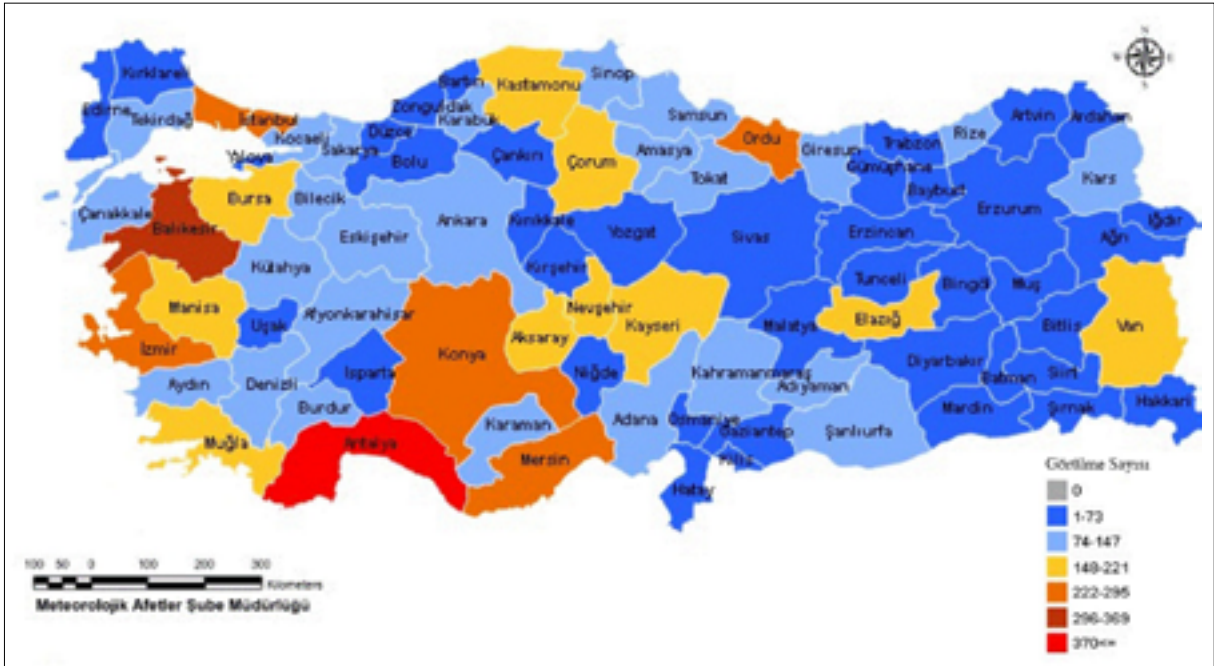 N
W E
S
Kırklareli
Edirne
Tekirdağ
İstanbul
Kocaeli
Yalova
Sakarya
Düzce
Zonguldak
Bartın
Karabük
Bolu
Kastamonu
Sinop
Çankırı
Çorum
Samsun
Amasya
Tokat
Ordu
Giresun
Gümüşhane
Trabzon
Baybud
Rize
Artvin
Ardahan
Kars
Erzurum
Iğdır
Ağrı
Çanakkale
Balıkesir
Bursa
Bilecik
Eskişehir
Kütahya
Ankara
Kırıkkale
Kırşehir
Yozgat
Sivas
Erzincan
Tunceli
Bingöl
Muş
Bitlis
Van
Manisa
İzmir
Uşak
Afyonkarahisar
Konya
Aksaray
Nevşehir
Kayseri
Malatya
Elazığ
Diyarbakır
Batman
Siirt
Şırnak
Hakkari
Mardin
Aydın
Denizli
Isparta
Burdur
Muğla
Antalya
Karaman
Mersin
Niğde
Adana
Kahramanmaraş
Adıyaman
Osmaniye
Gaziantep
Kilis
Hatay
Şanlıurfa
Görülme Sayısı
0
1-73
74-147
148-221
222-295
296-369
370<=
100 50 0 100 200 300
Kilometers
Meteorolojik Afetler Şube Müdürlüğü